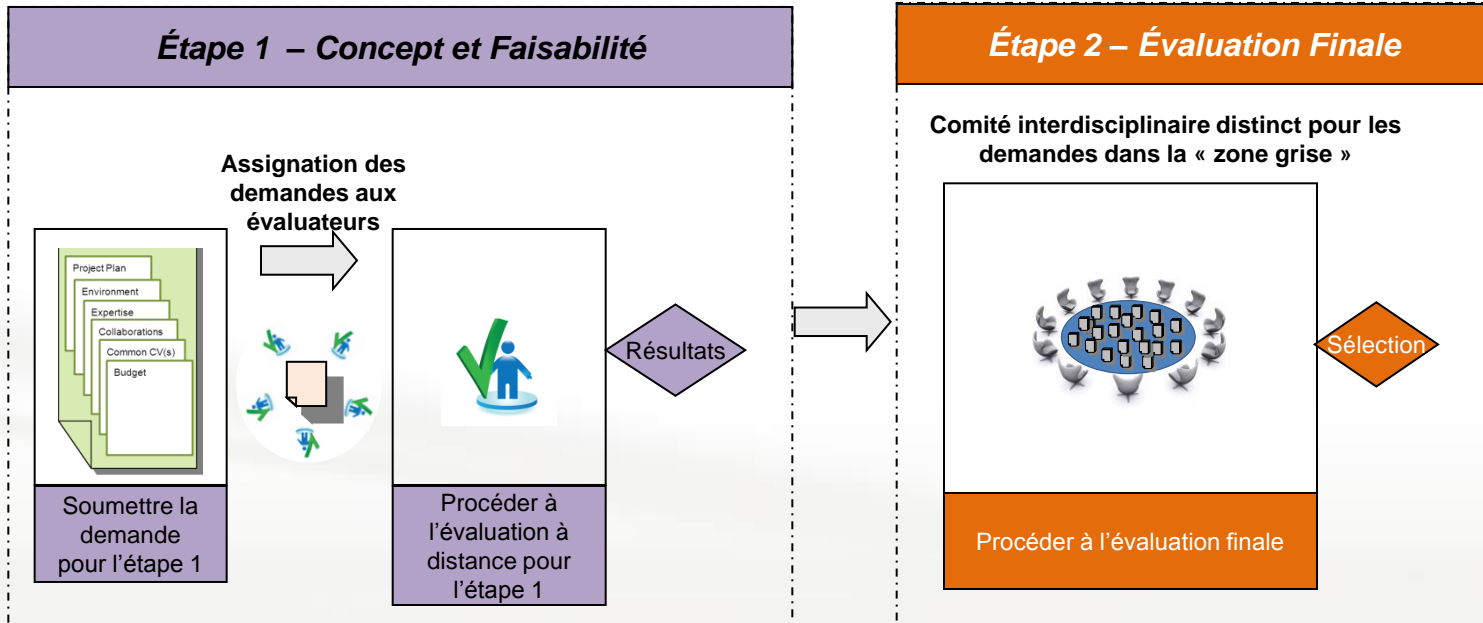 Étape 1 – Concept et Faisabilité
Assignation des
demandes aux
évaluateurs
Project Plan
Environment
Expertise
Collaborations
Common CV(s)
Budget
Soumettre la
demande
pour l’étape 1
Procéder à
l’évaluation à
distance pour
l’étape 1
Résultats
Étape 2 – Évaluation Finale
Comité interdisciplinaire distinct pour les
demandes dans la « zone grise »
Procéder à l’évaluation finale
Sélection